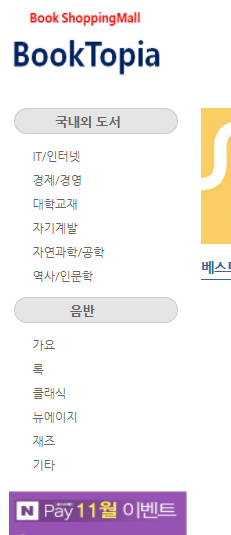 Book ShoppingMall
BookTopia
국내외 도서
IT/인터넷
경제/경영
대학교재
자기계발
자연과학/공학
역사/인문학
베스
음반
가요
록
클래식
뉴에이지
재즈
기타
N Pay 11월 이벤트